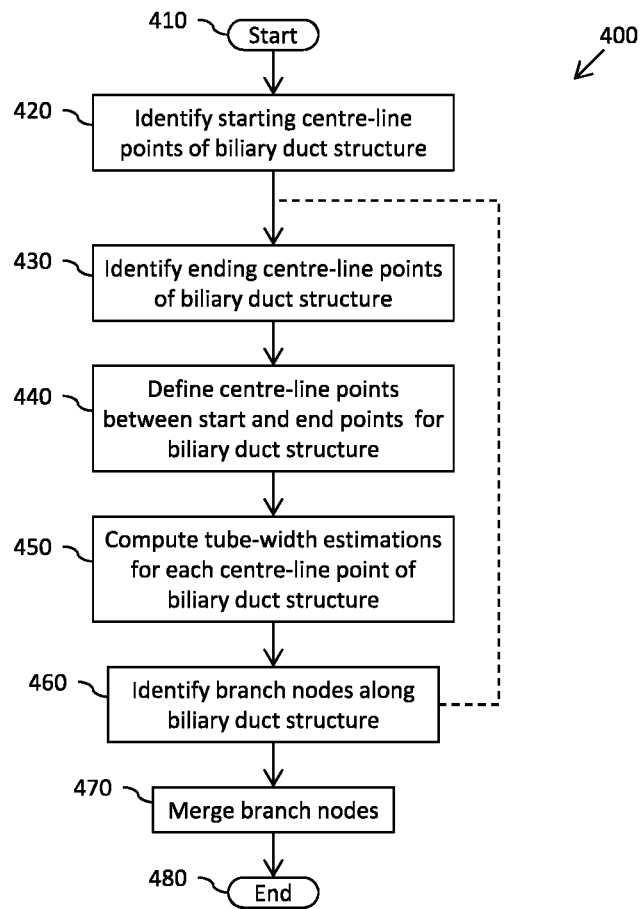 410
Start
400
420
Identify starting centre-line
points of biliary duct structure
430
Identify ending centre-line points
of biliary duct structure
440
Define centre-line points
between start and end points for
biliary duct structure
450
Compute tube-width estimations
for each centre-line point of
biliary duct structure
460
Identify branch nodes along
biliary duct structure
470
Merge branch nodes
480
End